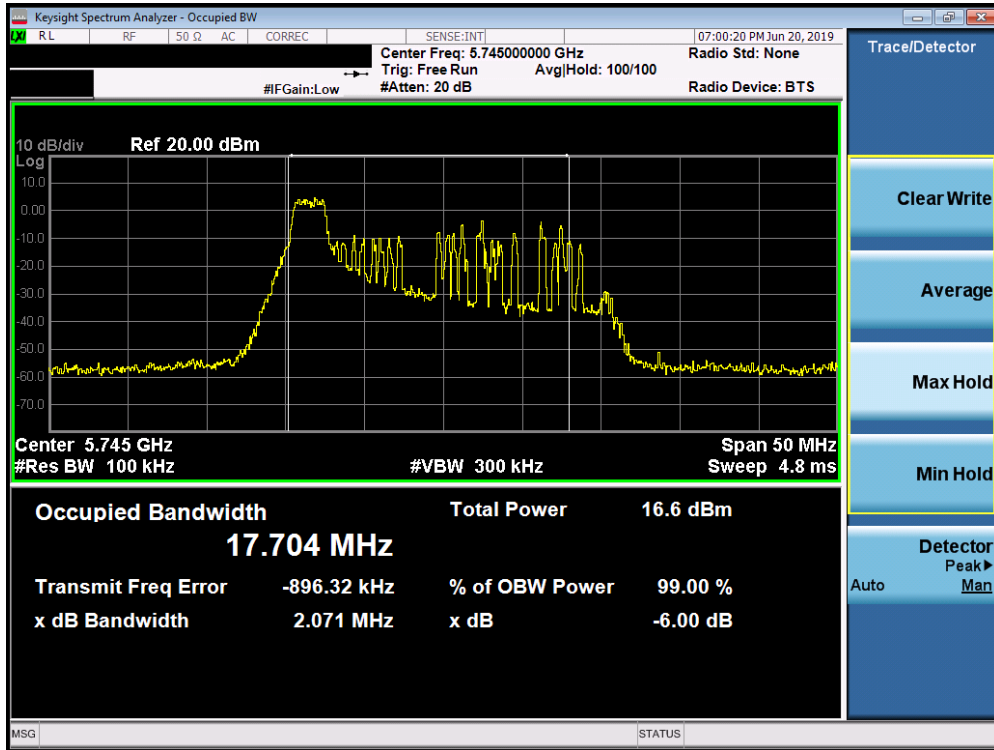 Keysight Spectrum Analyzer - Occupied BW
LXI RL RF 50 Ω AC CORREC SENSE:INT 07:00:20 PM Jun 20, 2019
Center Freq: 5.745000000 GHz Radio Std: None
Trig: Free Run Avg|Hold: 100/100
#IFGain:Low #Atten: 20 dB Radio Device: BTS
Trace/Detector
10 dB/div Ref 20.00 dBm
Log
10.0
0.00
-10.0
-20.0
-30.0
-40.0
-50.0
-60.0
-70.0
Center 5.745 GHz Span 50 MHz
#Res BW 100 kHz #VBW 300 kHz Sweep 4.8 ms
Occupied Bandwidth Total Power 16.6 dBm
17.704 MHz
Transmit Freq Error -896.32 kHz % of OBW Power 99.00 %
x dB Bandwidth 2.071 MHz x dB -6.00 dB
Clear Write
Average
Max Hold
Min Hold
Detector
Peak▶
Auto Man
MSG STATUS